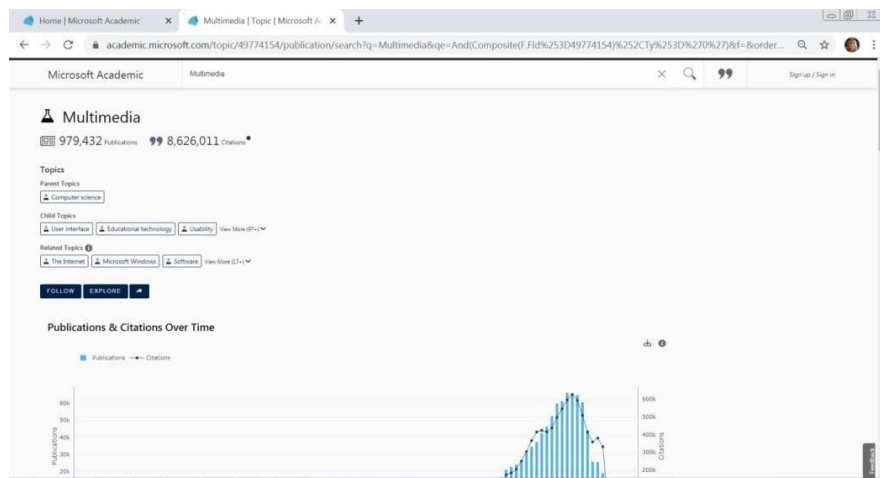 Home | Microsoft Academic × Multimedia | Topic | Microsoft Ac × +
academic.microsoft.com/topic/49774154/publication/search?q=Multimedia&qe=And(Composite(F.FId%253D49774154)%252CTy%253D%270%27)&f=&order...
Microsoft Academic Multimedia Sign up / Sign in
Multimedia
979,432 Publications 8,626,011 Citations*
Topics
Parent Topics
Computer science
Child Topics
User interface Educational technology Usability View More (97+)
Related Topics
The Internet Microsoft Windows Software View More (17+)
FOLLOW EXPLORE
Publications & Citations Over Time
Publications Citations
60k 600k
50k 500k
40k 400k
30k 300k
20k 200k
Publications
Citations
Feedback